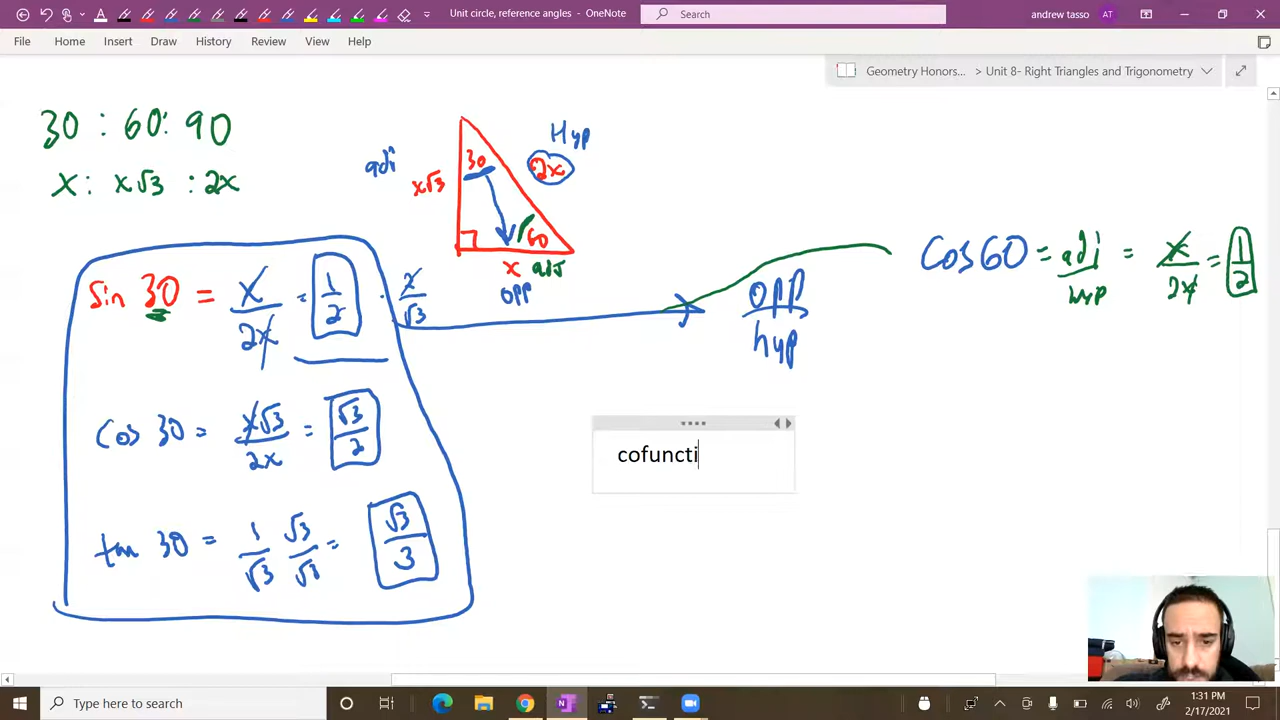 Unit circle, reference angles - OneNote
Search
andrew tasso
AT
File Home Insert Draw History Review View Help
Geometry Honors... > Unit 8- Right Triangles and Trigonometry
30 : 60: 90
x: x√3 : 2x
Hyp
adj
30
2x
x√3
60
x adj
opp
sin 30 = x/2x = 1/2 · x/√3
opp/hyp
Cos 60 = adj/hyp = x/2x = 1/2
Cos 30 = x√3/2x = √3/2
cofuncti
tan 30 = 1/√3 √3/√3 = √3/3
Type here to search
1:31 PM
2/17/2021